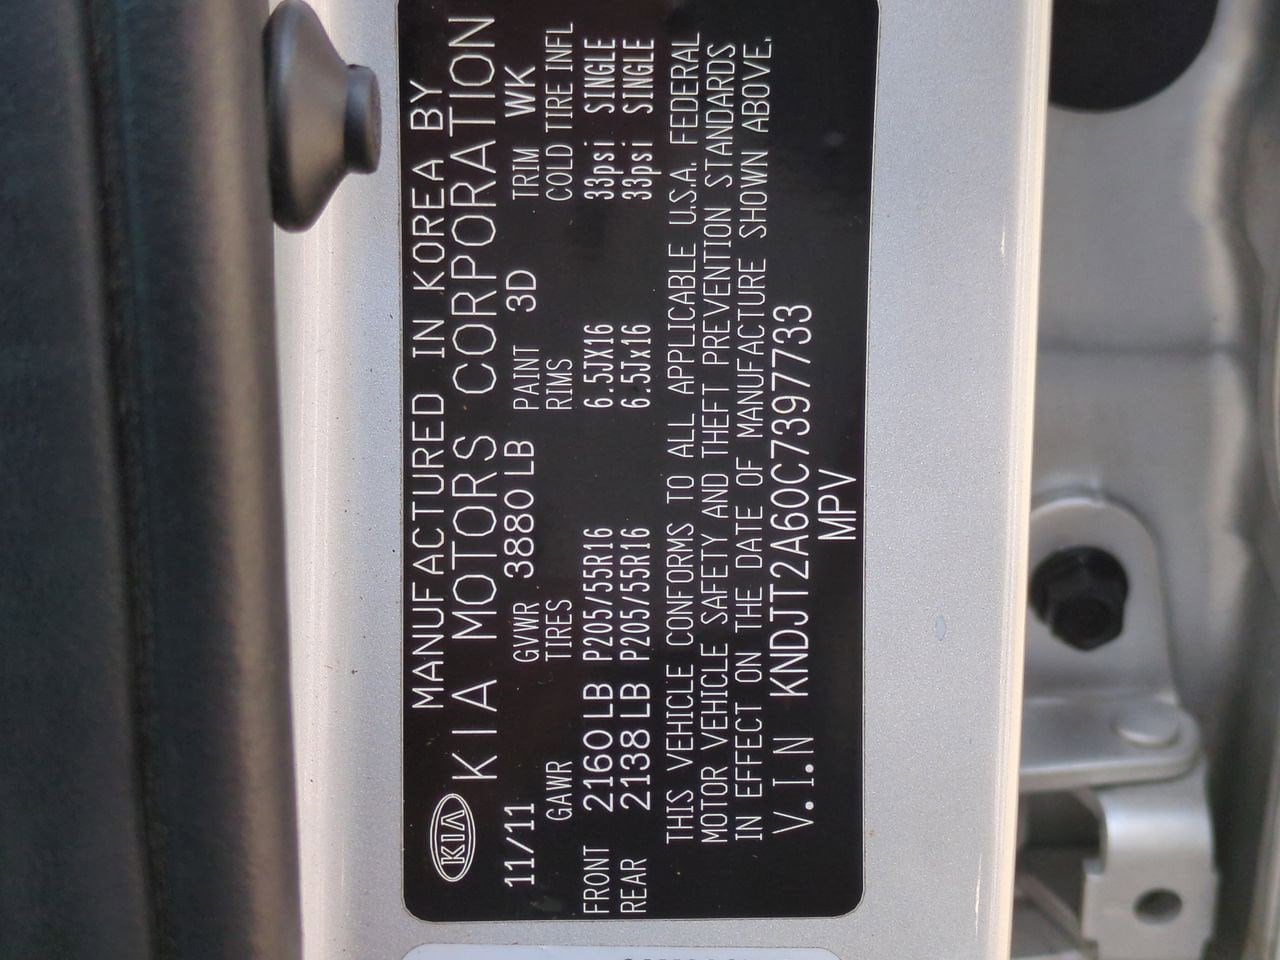 MANUFACTURED IN KOREA BY
KIA KIA MOTORS CORPORATION
11/11 GVWR 3880 LB PAINT 3D TRIM WK
GAWR TIRES RIMS COLD TIRE INFL
FRONT 2160 LB P205/55R16 6.5JX16 33psi SINGLE
REAR 2138 LB P205/55R16 6.5Jx16 33psi SINGLE
THIS VEHICLE CONFORMS TO ALL APPLICABLE U.S.A. FEDERAL
MOTOR VEHICLE SAFETY AND THEFT PREVENTION STANDARDS
IN EFFECT ON THE DATE OF MANUFACTURE SHOWN ABOVE.
V.I.N KNDJT2A60C7397733
MPV